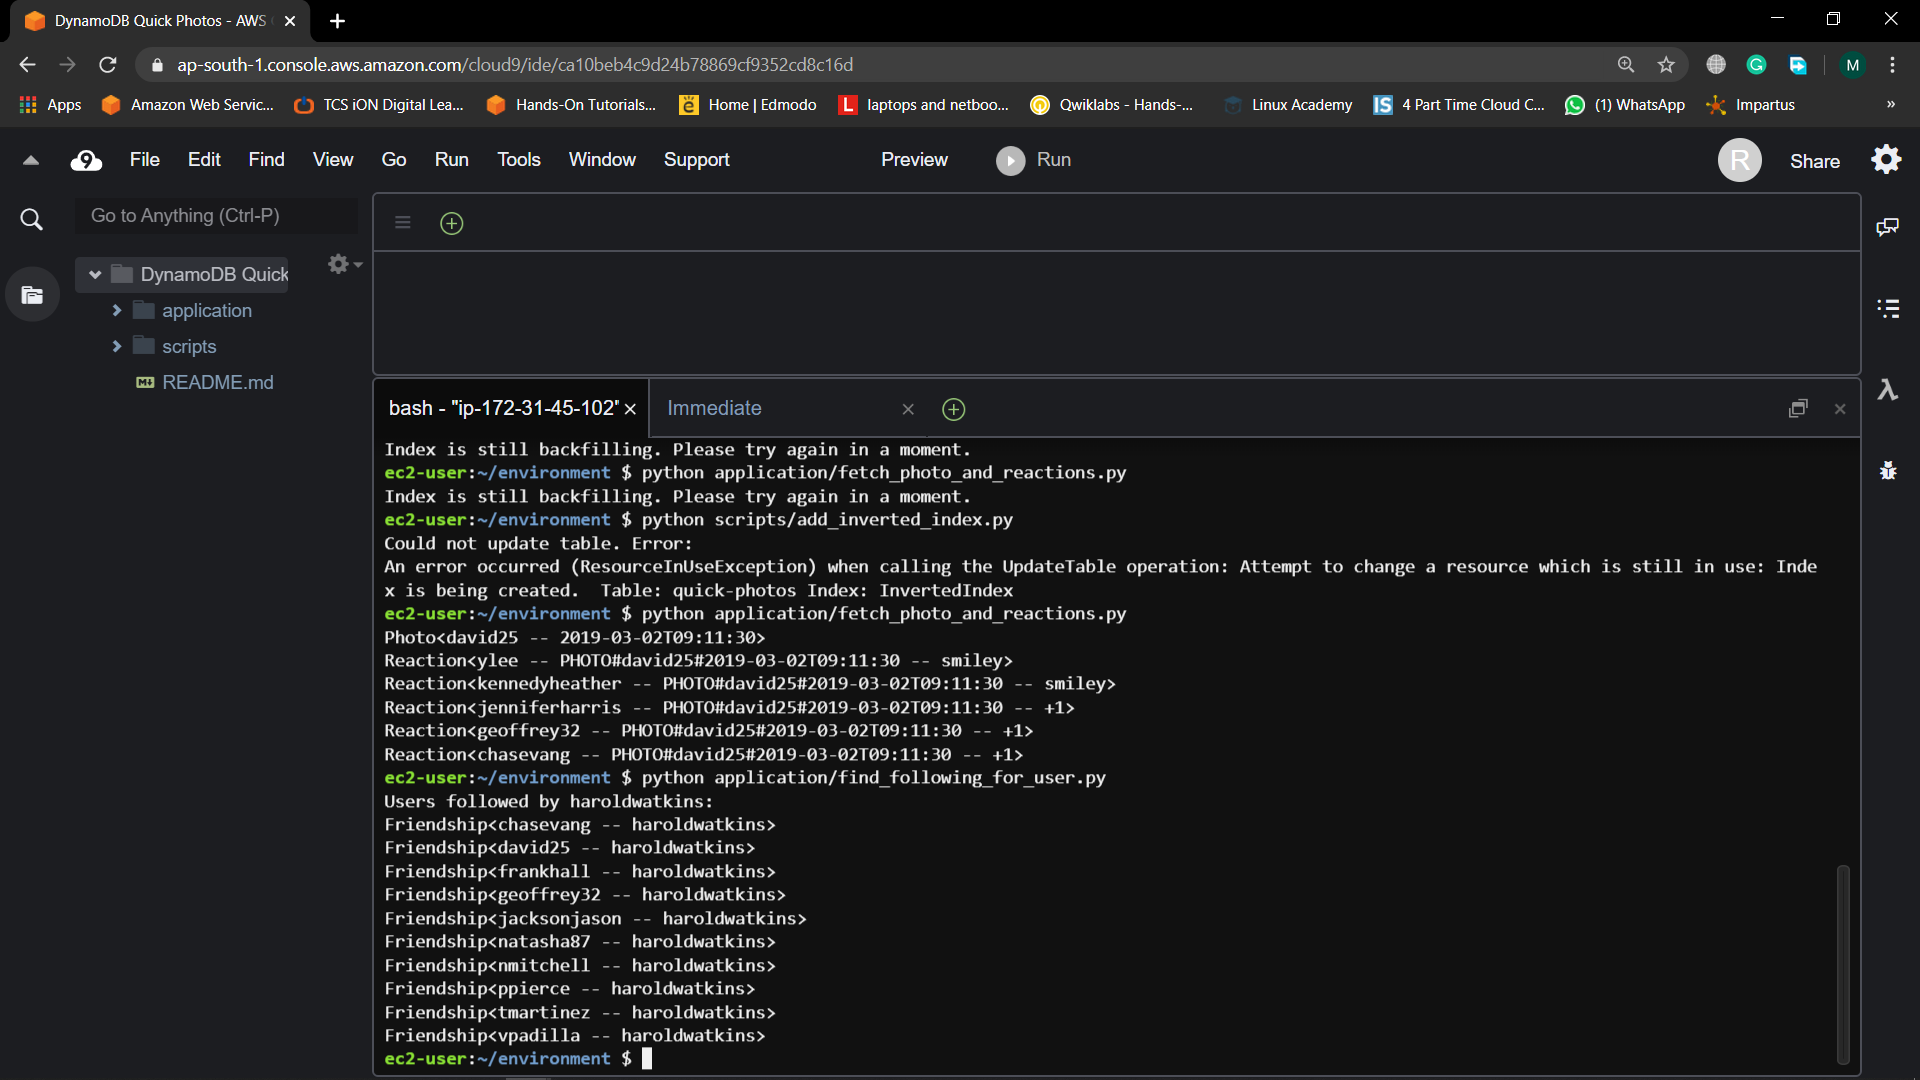 DynamoDB Quick Photos - AWS
ap-south-1.console.aws.amazon.com/cloud9/ide/ca10beb4c9d24b78869cf9352cd8c16d
M
Apps Amazon Web Servic... TCS iON Digital Lea... Hands-On Tutorials... Home | Edmodo laptops and netboo... Qwiklabs - Hands-... Linux Academy 4 Part Time Cloud C... (1) WhatsApp Impartus »
File Edit Find View Go Run Tools Window Support Preview Run R Share
Go to Anything (Ctrl-P)
DynamoDB Quick
application
scripts
README.md
bash - "ip-172-31-45-102" Immediate
Index is still backfilling. Please try again in a moment.
ec2-user:~/environment $ python application/fetch_photo_and_reactions.py
Index is still backfilling. Please try again in a moment.
ec2-user:~/environment $ python scripts/add_inverted_index.py
Could not update table. Error:
An error occurred (ResourceInUseException) when calling the UpdateTable operation: Attempt to change a resource which is still in use: Inde
x is being created.  Table: quick-photos Index: InvertedIndex
ec2-user:~/environment $ python application/fetch_photo_and_reactions.py
Photo<david25 -- 2019-03-02T09:11:30>
Reaction<ylee -- PHOTO#david25#2019-03-02T09:11:30 -- smiley>
Reaction<kennedyheather -- PHOTO#david25#2019-03-02T09:11:30 -- smiley>
Reaction<jenniferharris -- PHOTO#david25#2019-03-02T09:11:30 -- +1>
Reaction<geoffrey32 -- PHOTO#david25#2019-03-02T09:11:30 -- +1>
Reaction<chasevang -- PHOTO#david25#2019-03-02T09:11:30 -- +1>
ec2-user:~/environment $ python application/find_following_for_user.py
Users followed by haroldwatkins:
Friendship<chasevang -- haroldwatkins>
Friendship<david25 -- haroldwatkins>
Friendship<frankhall -- haroldwatkins>
Friendship<geoffrey32 -- haroldwatkins>
Friendship<jacksonjason -- haroldwatkins>
Friendship<natasha87 -- haroldwatkins>
Friendship<nmitchell -- haroldwatkins>
Friendship<ppierce -- haroldwatkins>
Friendship<tmartinez -- haroldwatkins>
Friendship<vpadilla -- haroldwatkins>
ec2-user:~/environment $